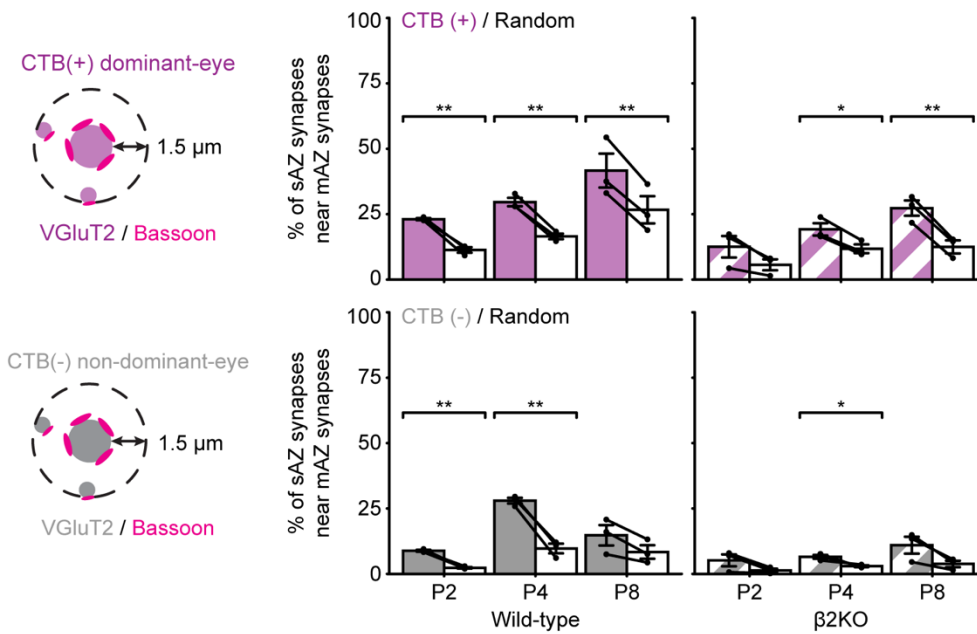 CTB(+) dominant-eye
1.5 µm
VGluT2 / Bassoon
% of sAZ synapses
near mAZ synapses
100
75
50
25
0
CTB (+) / Random
** ** **
* **
CTB(-) non-dominant-eye
1.5 µm
VGluT2 / Bassoon
% of sAZ synapses
near mAZ synapses
100
75
50
25
0
CTB (-) / Random
** **
*
P2 P4 P8 P2 P4 P8
Wild-type β2KO